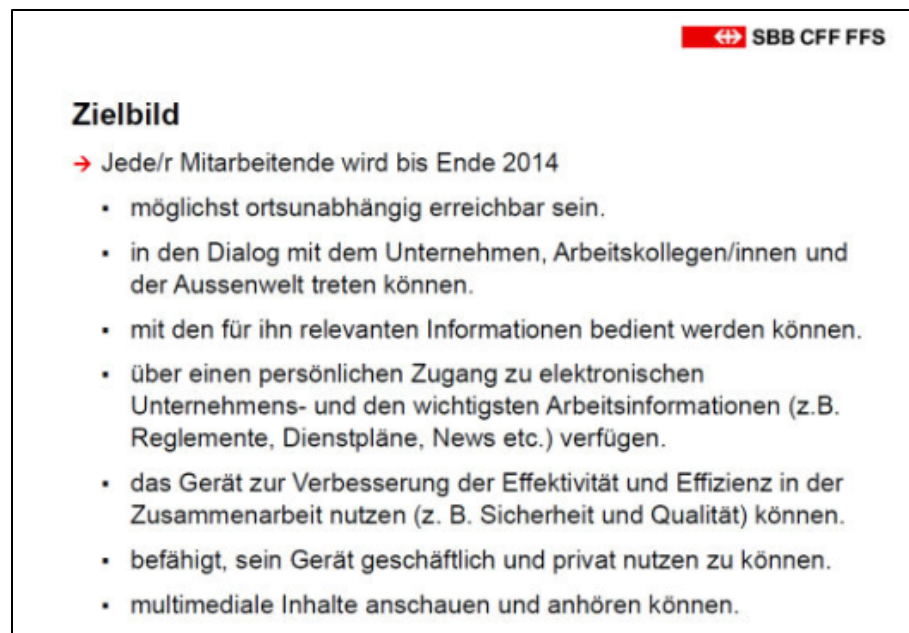 SBB CFF FFS
Zielbild
→ Jede/r Mitarbeitende wird bis Ende 2014
▪ möglichst ortsunabhängig erreichbar sein.
▪ in den Dialog mit dem Unternehmen, Arbeitskollegen/innen und
der Aussenwelt treten können.
▪ mit den für ihn relevanten Informationen bedient werden können.
▪ über einen persönlichen Zugang zu elektronischen
Unternehmens- und den wichtigsten Arbeitsinformationen (z.B.
Reglemente, Dienstpläne, News etc.) verfügen.
▪ das Gerät zur Verbesserung der Effektivität und Effizienz in der
Zusammenarbeit nutzen (z. B. Sicherheit und Qualität) können.
▪ befähigt, sein Gerät geschäftlich und privat nutzen zu können.
▪ multimediale Inhalte anschauen und anhören können.